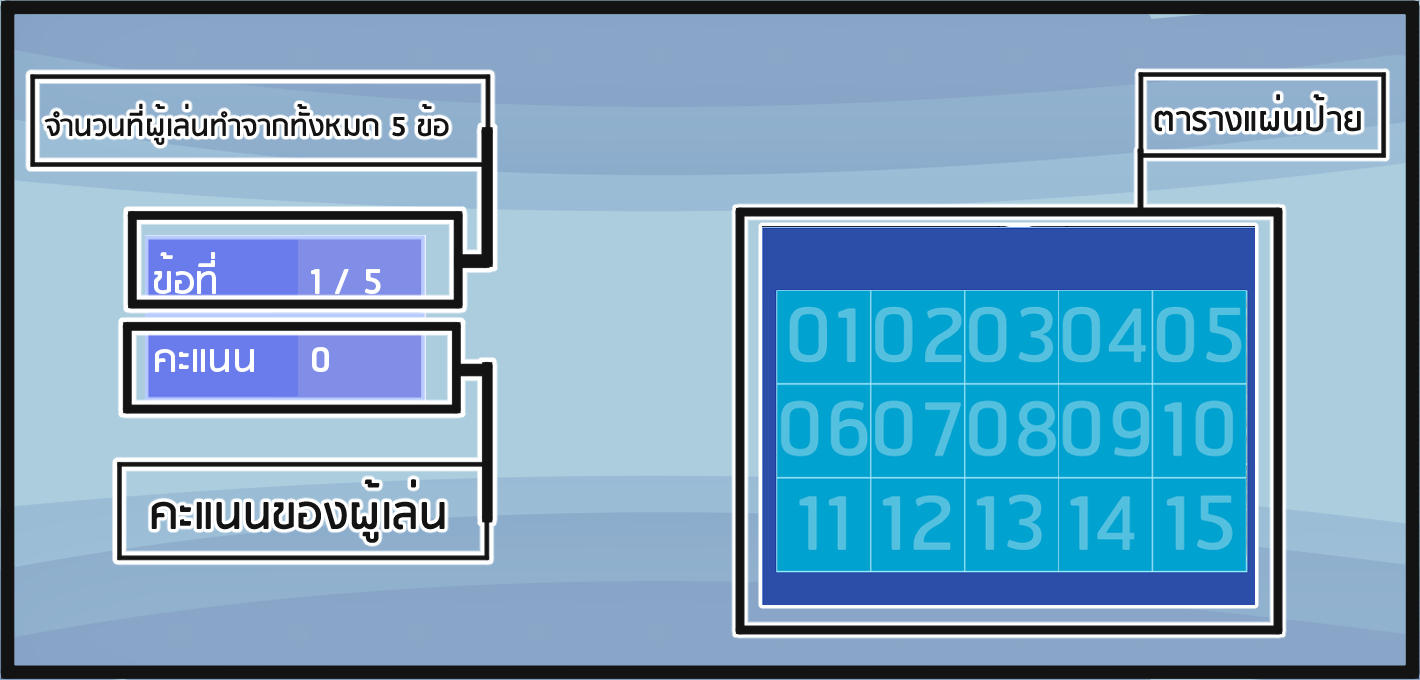 จำนวนที่ผู้เล่นทำจากทั้งหมด 5 ข้อ
ตารางแผ่นป้าย
ข้อที่ 1 / 5
คะแนน 0
คะแนนของผู้เล่น
01 02 03 04 05
06 07 08 09 10
11 12 13 14 15